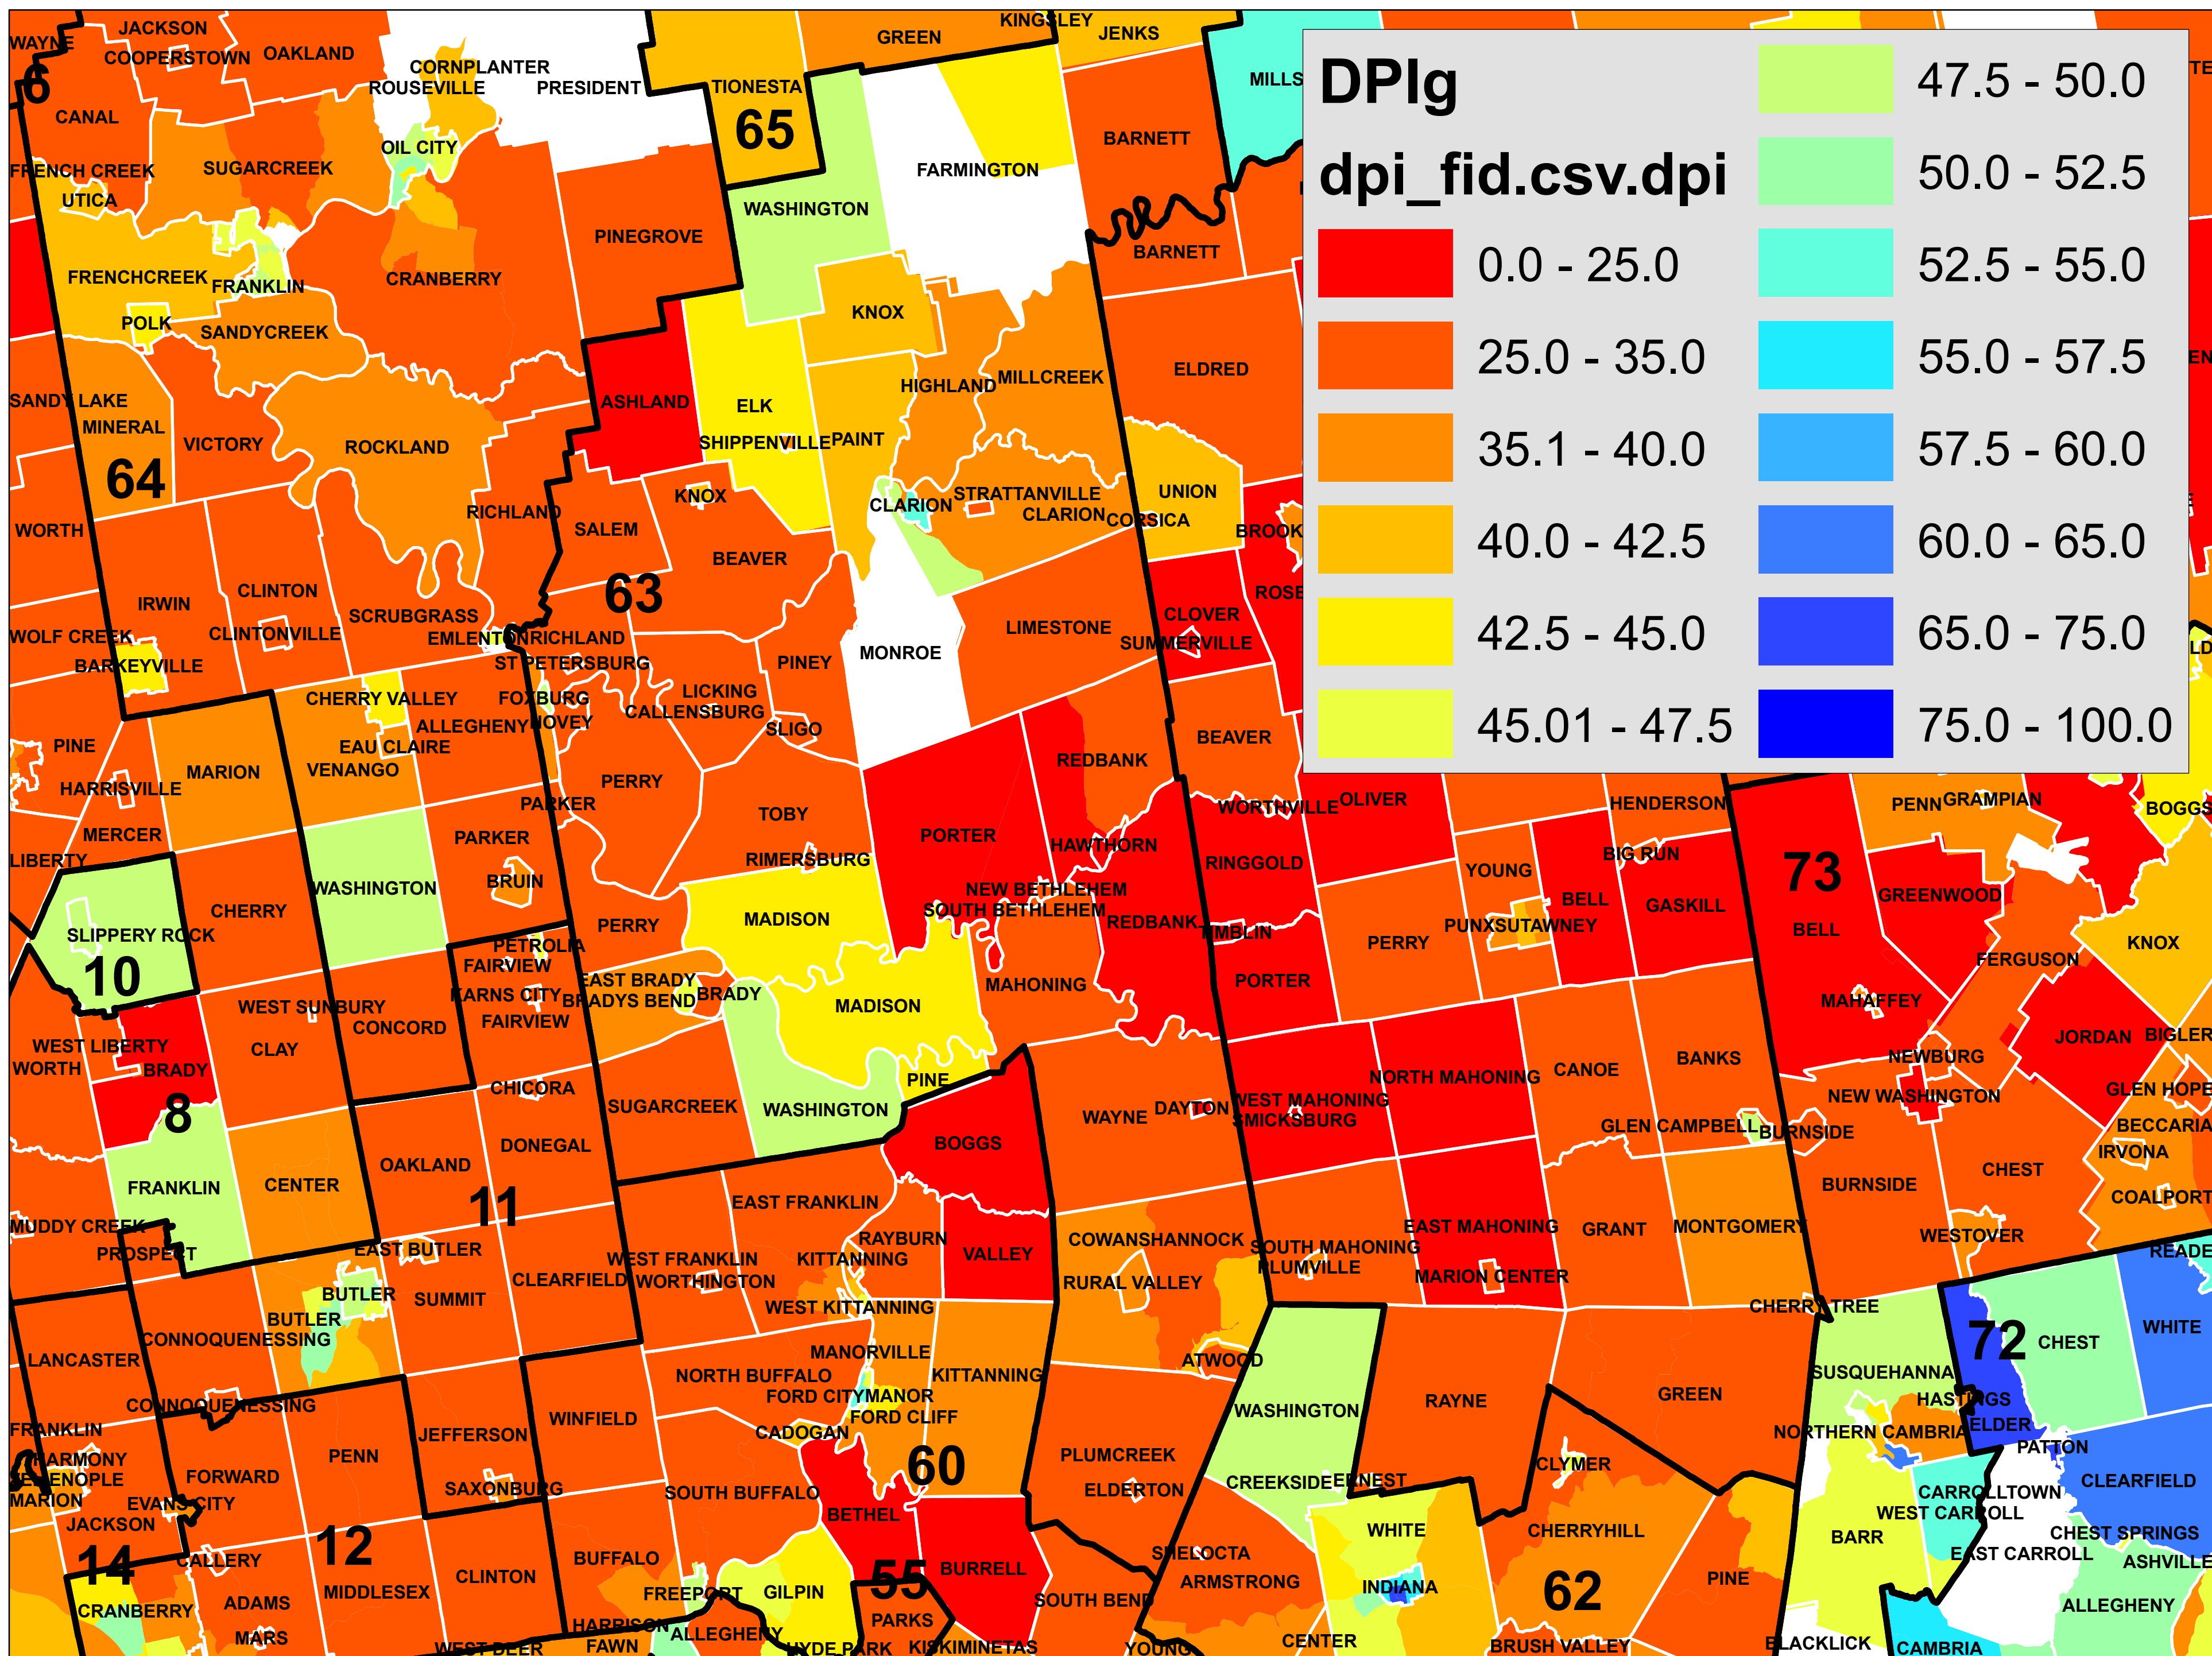 JACKSON
KINGSLEY
WAYNE
COOPERSTOWN
OAKLAND
GREEN
JENKS
6
CORNPLANTER
ROUSEVILLE
PRESIDENT
TIONESTA
MILLS
CANAL
65
BARNETT
OIL CITY
FRENCH CREEK
SUGARCREEK
FARMINGTON
UTICA
WASHINGTON
PINEGROVE
BARNETT
FRENCHCREEK
FRANKLIN
CRANBERRY
KNOX
POLK
SANDYCREEK
ELDRED
HIGHLAND
MILLCREEK
SANDY LAKE
ASHLAND
ELK
MINERAL
VICTORY
ROCKLAND
SHIPPENVILLE
PAINT
64
KNOX
CLARION
STRATTANVILLE
UNION
WORTH
RICHLAND
SALEM
CLARION
CORSICA
BROOK
BEAVER
63
IRWIN
CLINTON
ROSE
SCRUBGRASS
CLOVER
WOLF CREEK
CLINTONVILLE
EMLENTON
RICHLAND
LIMESTONE
SUMMERVILLE
BARKEYVILLE
ST PETERSBURG
PINEY
MONROE
CHERRY VALLEY
FOXBURG
LICKING
CALLENSBURG
ALLEGHENY
HOVEY
SLIGO
PINE
EAU CLAIRE
BEAVER
MARION
VENANGO
REDBANK
HARRISVILLE
PERRY
PARKER
TOBY
MERCER
PARKER
PORTER
HAWTHORN
WORTHVILLE
OLIVER
LIBERTY
RIMERSBURG
RINGGOLD
WASHINGTON
BRUIN
NEW BETHLEHEM
CHERRY
SOUTH BETHLEHEM
MADISON
PERRY
REDBANK
SLIPPERY ROCK
PETROLIA
PERRY
10
FAIRVIEW
EAST BRADY
MAHONING
PORTER
KARNS CITY
BRADYS BEND
BRADY
MADISON
WEST SUNBURY
CONCORD
FAIRVIEW
WEST LIBERTY
CLAY
WORTH
BRADY
CHICORA
PINE
8
SUGARCREEK
WASHINGTON
WAYNE
DAYTON
WEST MAHONING
SMICKSBURG
NORTH MAHONING
BOGGS
DONEGAL
OAKLAND
FRANKLIN
CENTER
EAST FRANKLIN
11
MUDDY CREEK
RAYBURN
COWANSHANNOCK
PROSPECT
EAST BUTLER
WEST FRANKLIN
KITTANNING
VALLEY
SOUTH MAHONING
EAST MAHONING
CLEARFIELD
WORTHINGTON
RURAL VALLEY
PLUMVILLE
MARION CENTER
BUTLER
SUMMIT
WEST KITTANNING
BUTLER
CONNOQUENESSING
LANCASTER
MANORVILLE
ATWOOD
NORTH BUFFALO
KITTANNING
CONNOQUENESSING
FORD CITY
MANOR
WINFIELD
FORD CLIFF
WASHINGTON
RAYNE
FRANKLIN
JEFFERSON
CADOGAN
HARMONY
PENN
PLUMCREEK
60
FORWARD
CREEKSIDE
ERNEST
CLYMER
MARION
SAXONBURG
SOUTH BUFFALO
ELDERTON
EVANS CITY
BETHEL
JACKSON
WHITE
CHERRYHILL
12
14
CALLERY
BUFFALO
SHELOCTA
MIDDLESEX
CLINTON
FREEPORT
GILPIN
55
BURRELL
ARMSTRONG
INDIANA
62
PINE
CRANBERRY
ADAMS
SOUTH BEND
HARRISON
PARKS
MARS
WEST DEER
FAWN
ALLEGHENY
HYDE PARK
KISKIMINETAS
YOUNG
CENTER
BRUSH VALLEY
DPIg
dpi_fid.csv.dpi
0.0 - 25.0
25.0 - 35.0
35.1 - 40.0
40.0 - 42.5
42.5 - 45.0
45.01 - 47.5
47.5 - 50.0
50.0 - 52.5
52.5 - 55.0
55.0 - 57.5
57.5 - 60.0
60.0 - 65.0
65.0 - 75.0
75.0 - 100.0
HENDERSON
PENN
GRAMPIAN
BOGGS
BIG RUN
YOUNG
73
BELL
GREENWOOD
GASKILL
PUNXSUTAWNEY
BELL
KNOX
FERGUSON
MAHAFFEY
JORDAN
BIGLER
NEWBURG
CANOE
BANKS
NEW WASHINGTON
GLEN HOPE
GLEN CAMPBELL
BURNSIDE
BECCARIA
IRVONA
CHEST
BURNSIDE
COALPORT
GRANT
MONTGOMERY
WESTOVER
READE
CHERRY TREE
72
CHEST
WHITE
SUSQUEHANNA
GREEN
HASTINGS
ELDER
NORTHERN CAMBRIA
PATTON
CLEARFIELD
CARROLLTOWN
WEST CARROLL
BARR
CHEST SPRINGS
EAST CARROLL
ASHVILLE
ALLEGHENY
BLACKLICK
CAMBRIA